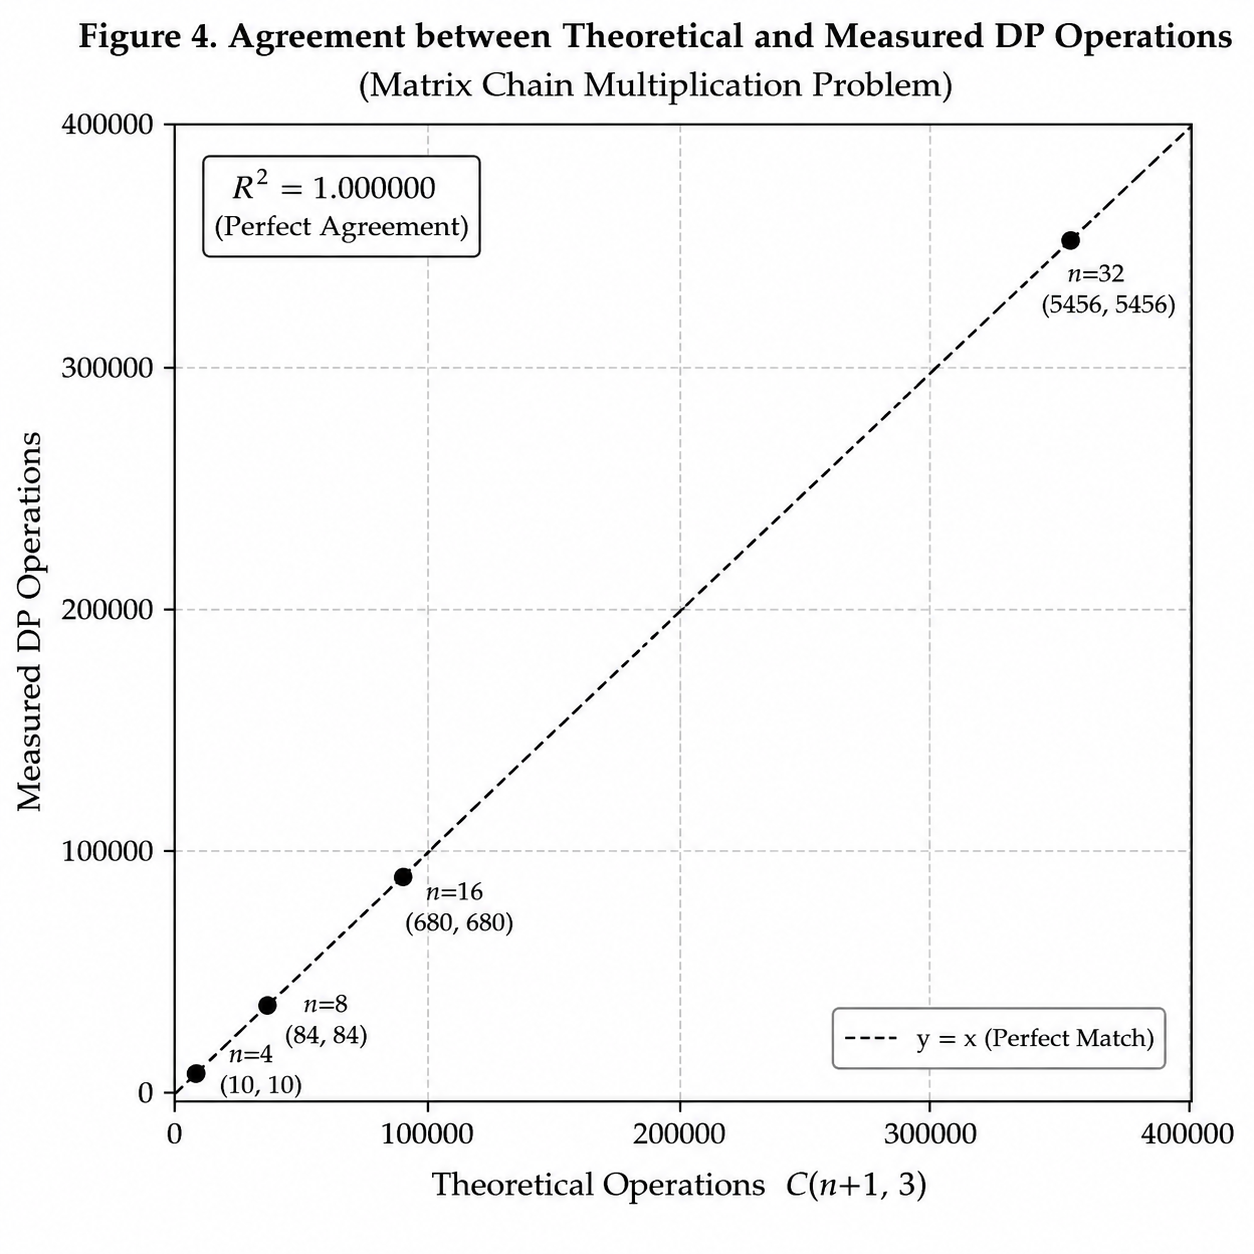 Figure 4. Agreement between Theoretical and Measured DP Operations
(Matrix Chain Multiplication Problem)
400000
R² = 1.000000
(Perfect Agreement)
n=32
(5456, 5456)
300000
Measured DP Operations
200000
100000
n=16
(680, 680)
n=8
(84, 84)
n=4
(10, 10)
y = x (Perfect Match)
0
0 100000 200000 300000 400000
Theoretical Operations C(n+1, 3)